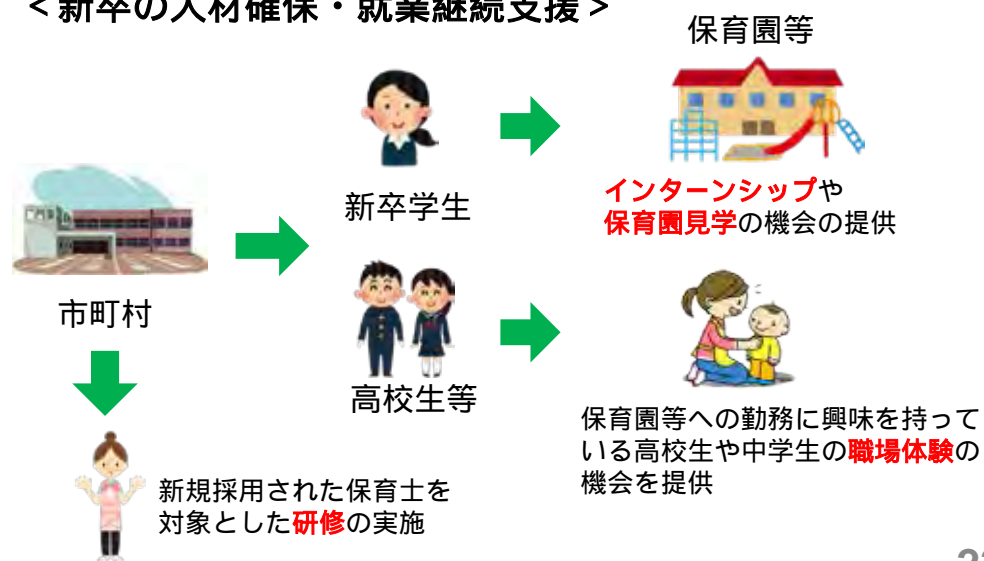 ＜新卒の人材確保・就業継続支援＞
保育園等
新卒学生
インターンシップや
保育園見学の機会の提供
市町村
高校生等
保育園等への勤務に興味を持って
いる高校生や中学生の職場体験の
機会を提供
新規採用された保育士を
対象とした研修の実施